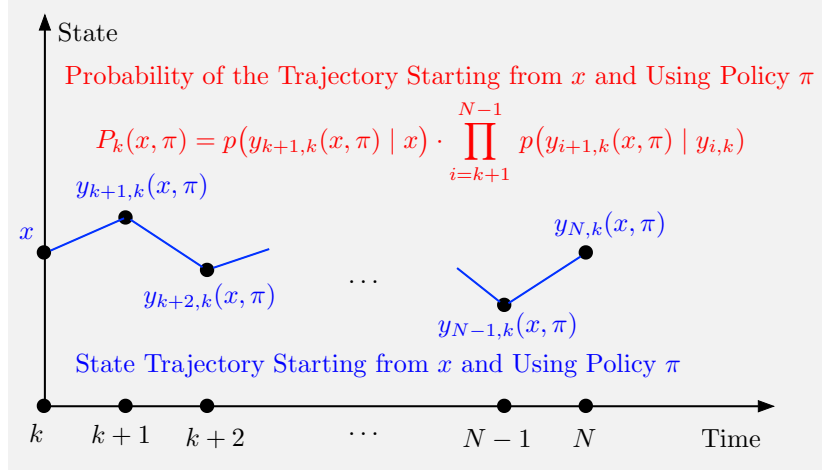 State
Probability of the Trajectory Starting from x and Using Policy π
P_k(x, π) = p(y_{k+1,k}(x, π) | x) · ∏_{i=k+1}^{N−1} p(y_{i+1,k}(x, π) | y_{i,k})
y_{k+1,k}(x, π)
x
y_{N,k}(x, π)
y_{k+2,k}(x, π)
···
y_{N−1,k}(x, π)
State Trajectory Starting from x and Using Policy π
k k + 1 k + 2 ··· N − 1 N Time